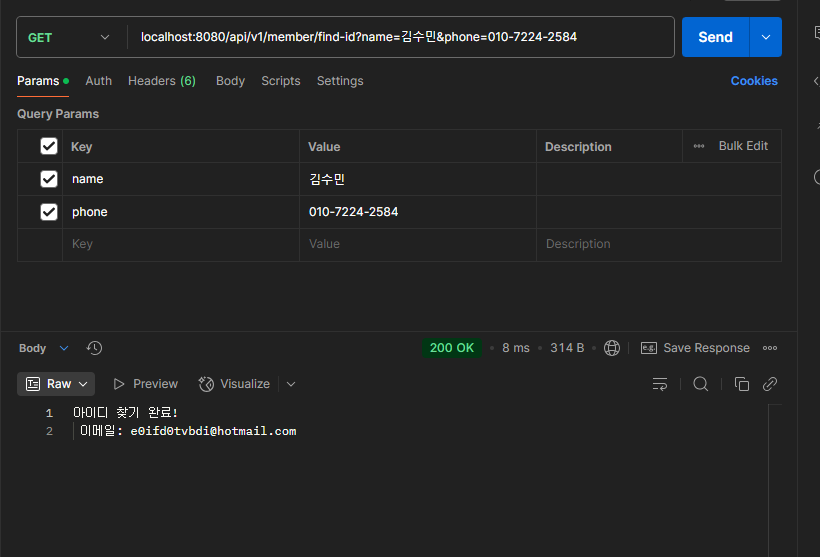 GET localhost:8080/api/v1/member/find-id?name=김수민&phone=010-7224-2584 Send
Params Auth Headers (6) Body Scripts Settings Cookies
Query Params
Key Value Description Bulk Edit
name 김수민
phone 010-7224-2584
Key Value Description
Body 200 OK • 8 ms • 314 B • e.g. Save Response
Raw Preview Visualize
1 아이디 찾기 완료!
2 이메일: e0ifd0tvbdi@hotmail.com